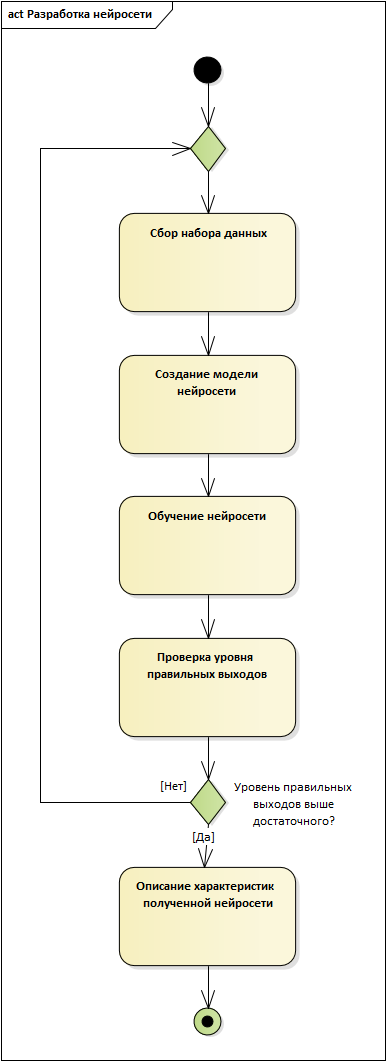 act Разработка нейросети
Сбор набора данных
Создание модели
нейросети
Обучение нейросети
Проверка уровня
правильных выходов
[Нет]
Уровень правильных
выходов выше
достаточного?
[Да]
Описание характеристик
полученной нейросети